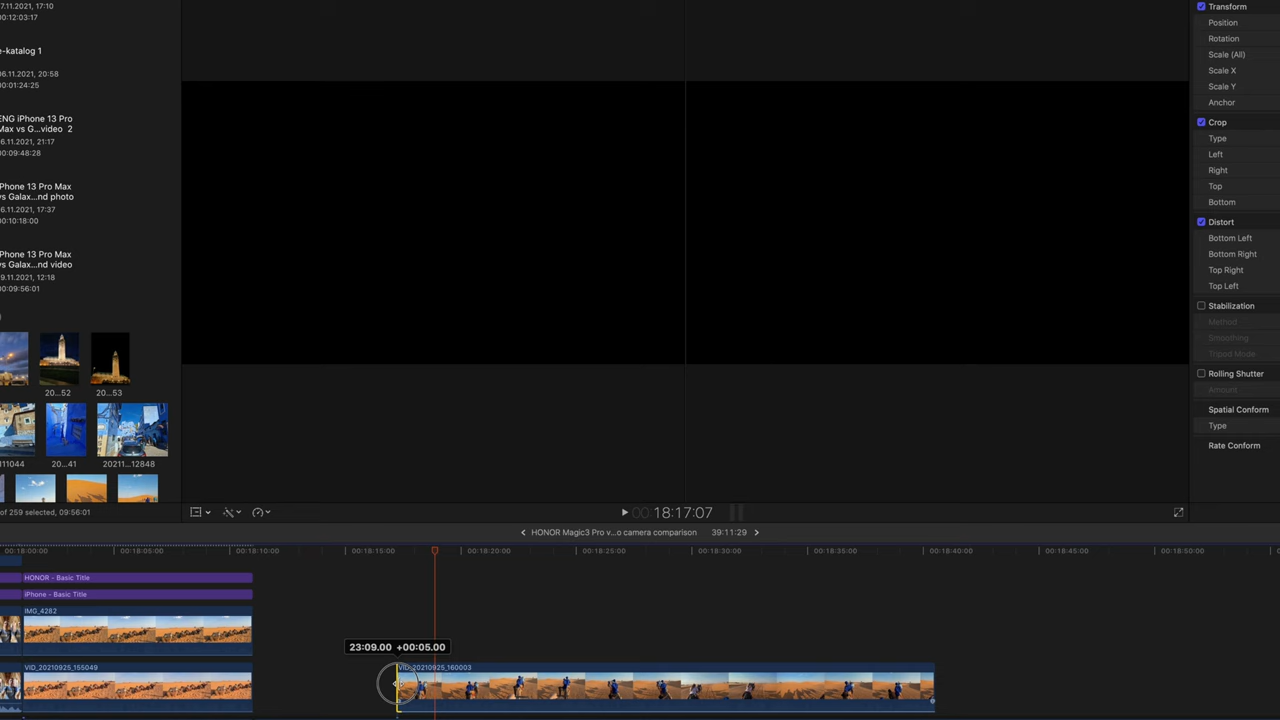 7.11.2021, 17:10
00:12:03:17
e-katalog 1
06.11.2021, 20:58
00:01:24:25
ENG iPhone 13 Pro
Max vs G...video 2
6.11.2021, 21:17
00:09:48:28
Phone 13 Pro Max
vs Galax...nd photo
6.11.2021, 17:37
00:10:18:00
Phone 13 Pro Max
vs Galax...nd video
9.11.2021, 12:18
00:09:56:01
20...52
20...53
111044
20...41
20211...12848
of 259 selected, 09:56:01
00:18:17:07
Transform
Position
Rotation
Scale (All)
Scale X
Scale Y
Anchor
Crop
Type
Left
Right
Top
Bottom
Distort
Bottom Left
Bottom Right
Top Right
Top Left
Stabilization
Method
Smoothing
Tripod Mode
Rolling Shutter
Amount
Spatial Conform
Type
Rate Conform
HONOR Magic3 Pro v...o camera comparison 39:11:29
00:18:00:00 00:18:05:00 00:18:10:00 00:18:15:00 00:18:20:00 00:18:25:00 00:18:30:00 00:18:35:00 00:18:40:00 00:18:45:00 00:18:50:00
HONOR - Basic Title
iPhone - Basic Title
IMG_4282
23:09.00 +00:05.00
VID_20210925_155049
VID_20210925_160003